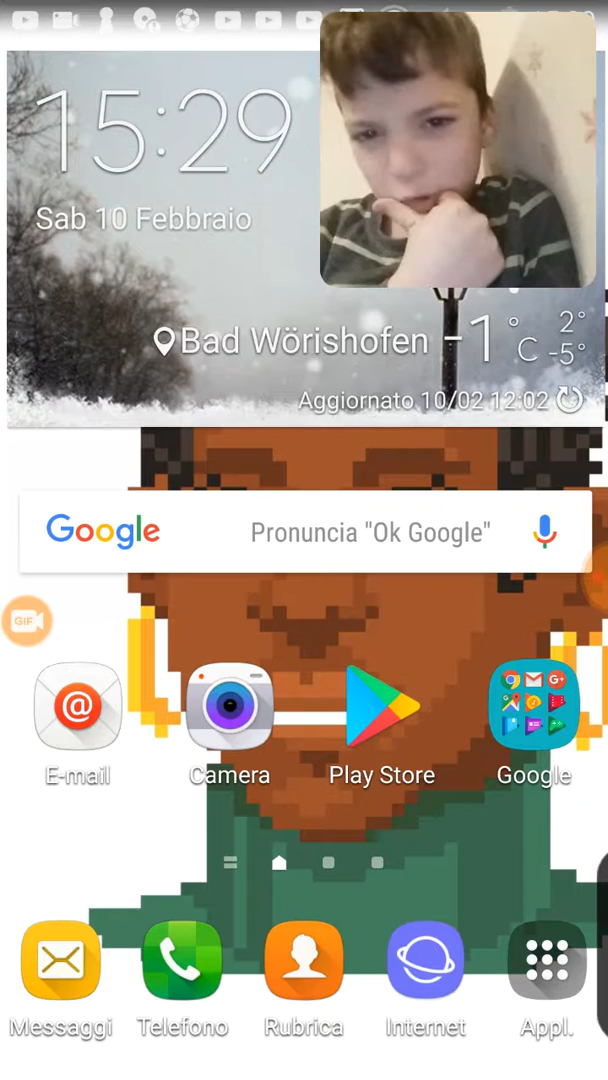 15:29
Sab 10 Febbraio
Bad Wörishofen
-1°C
2°
-5°
Aggiornato 10/02 12:02
Google
Pronuncia "Ok Google"
GIF
@
E-mail
Camera
Play Store
Google
Messaggi
Telefono
Rubrica
Internet
Appl.